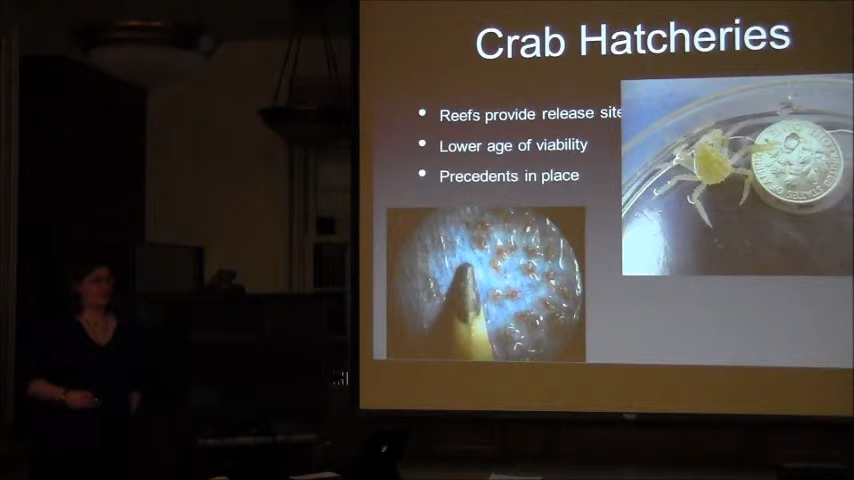 Crab Hatcheries
Reefs provide release site
Lower age of viability
Precedents in place